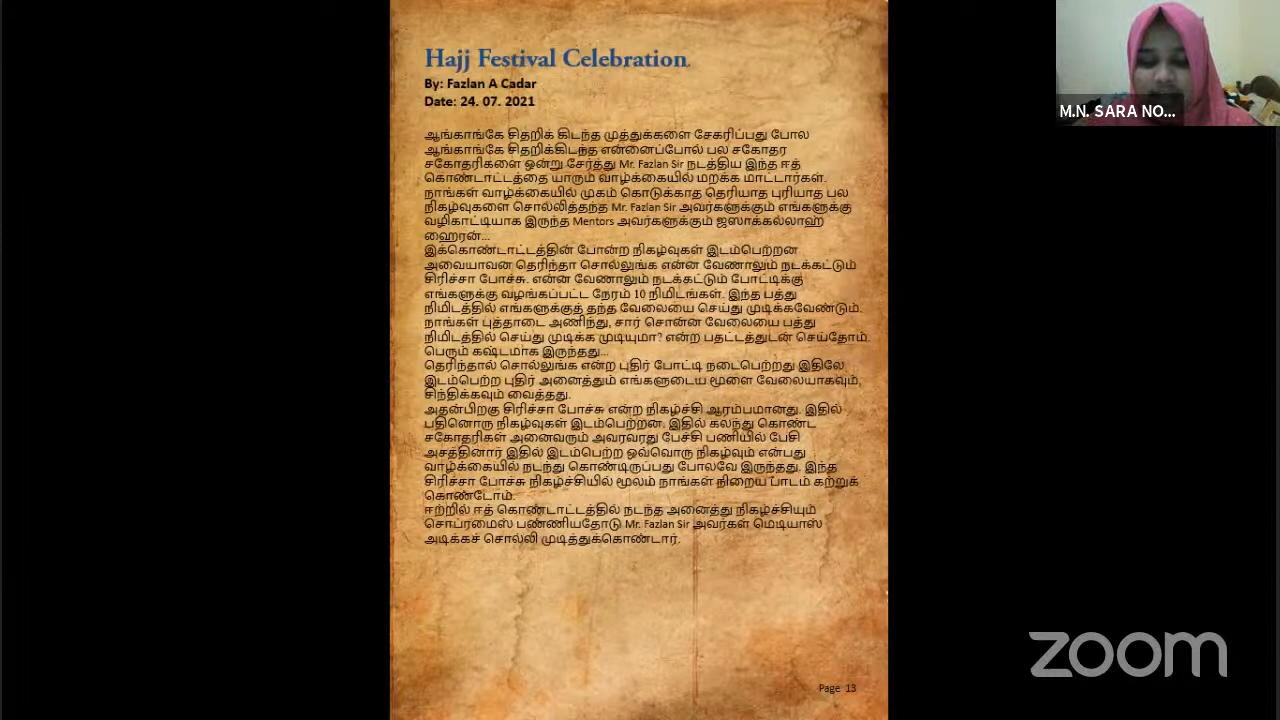 Hajj Festival Celebration.
By: Fazlan A Cadar
Date: 24. 07. 2021
ஆங்காங்கே சிதறிக் கிடந்த முத்துக்களை சேகரிப்பது போல
ஆங்காங்கே சிதறிக்கிடந்த என்னைப்போல் பல சகோதர
சகோதரிகளை ஒன்று சேர்த்து Mr. Fazlan Sir நடத்திய இந்த ஈத்
கொண்டாட்டத்தை யாரும் வாழ்க்கையில் மறக்க மாட்டார்கள்.
நாங்கள் வாழ்க்கையில் முகம் கொடுக்காத தெரியாத புரியாத பல
நிகழ்வுகளை சொல்லித்தந்த Mr. Fazlan Sir அவர்களுக்கும் எங்களுக்கு
வழிகாட்டியாக இருந்த Mentors அவர்களுக்கும் ஜஸாக்கல்லாஹ்
ஹைரன்...
இக்கொண்டாட்டத்தின் போன்ற நிகழ்வுகள் இடம்பெற்றன
அவையாவன தெரிந்தா சொல்லுங்க என்ன வேணாலும் நடக்கட்டும்
சிரிச்சா போச்சு. என்ன வேணாலும் நடக்கட்டும் போட்டிக்கு
எங்களுக்கு வழங்கப்பட்ட நேரம் 10 நிமிடங்கள். இந்த பத்து
நிமிடத்தில் எங்களுக்குத் தந்த வேலையை செய்து முடிக்கவேண்டும்.
நாங்கள் புத்தாடை அணிந்து, சார் சொன்ன வேலையை பத்து
நிமிடத்தில் செய்து முடிக்க முடியுமா? என்ற பதட்டத்துடன் செய்தோம்.
பெரும் கஷ்டமாக இருந்தது...
தெரிந்தால் சொல்லுங்க என்ற புதிர் போட்டி நடைபெற்றது இதிலே
இடம்பெற்ற புதிர் அனைத்தும் எங்களுடைய மூளை வேலையாகவும்,
சிந்திக்கவும் வைத்தது.
அதன்பிறகு சிரிச்சா போச்சு என்ற நிகழ்ச்சி ஆரம்பமானது. இதில்
பதினொரு நிகழ்வுகள் இடம்பெற்றன. இதில் கலந்து கொண்ட
சகோதரிகள் அனைவரும் அவரவரது பேச்சி பணியில் பேசி
அசத்தினார் இதில் இடம்பெற்ற ஒவ்வொரு நிகழ்வும் என்பது
வாழ்க்கையில் நடந்து கொண்டிருப்பது போலவே இருந்தது. இந்த
சிரிச்சா போச்சு நிகழ்ச்சியில் மூலம் நாங்கள் நிறைய பாடம் கற்றுக்
கொண்டோம்.
ஈற்றில் ஈத் கொண்டாட்டத்தில் நடந்த அனைத்து நிகழ்ச்சியும்
சொப்ரமைஸ் பண்ணியதோடு Mr. Fazlan Sir அவர்கள் மெடியாஸ்
அடிக்கச் சொல்லி முடித்துக்கொண்டார்.
Page 13
M.N. SARA NO...
zoom